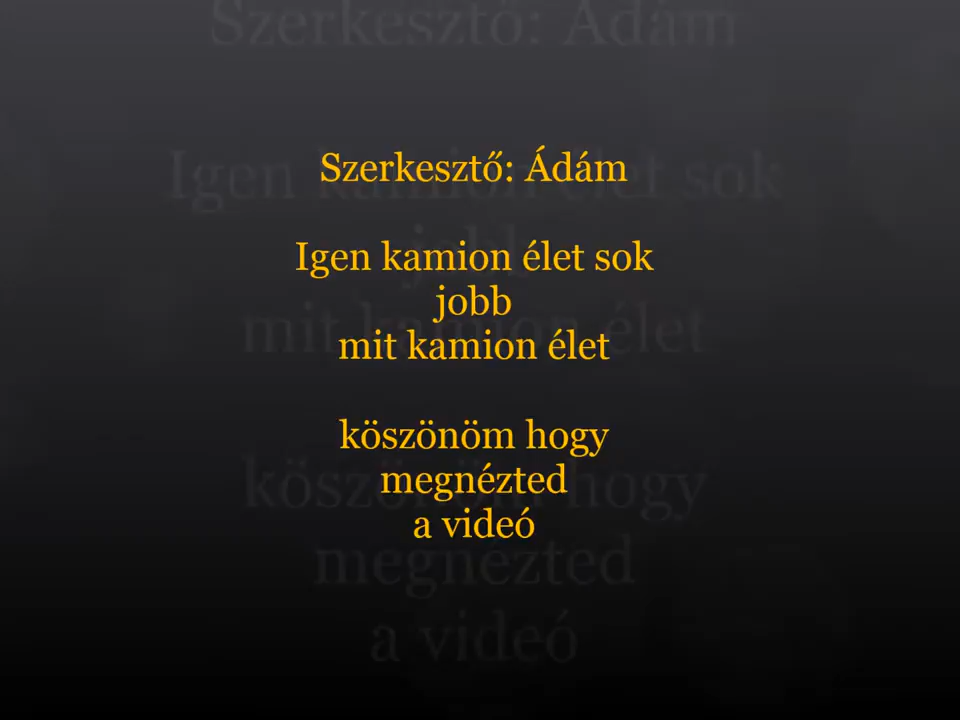 Szerkesztő: Ádám
Igen kamion élet sok
jobb
mit kamion élet
köszönöm hogy
megnézted
a videó